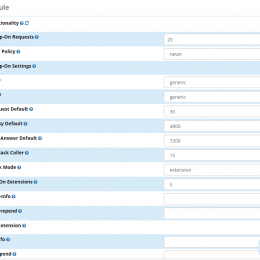 ule
tionality
p-On Requests 20
Policy never
p-On Settings
generic
generic
uest Default 30
y Default 4800
Answer Default 7200
ack Caller 15
k Mode extension
On Extensions 5
-Info
repend
xtension
fo
pend